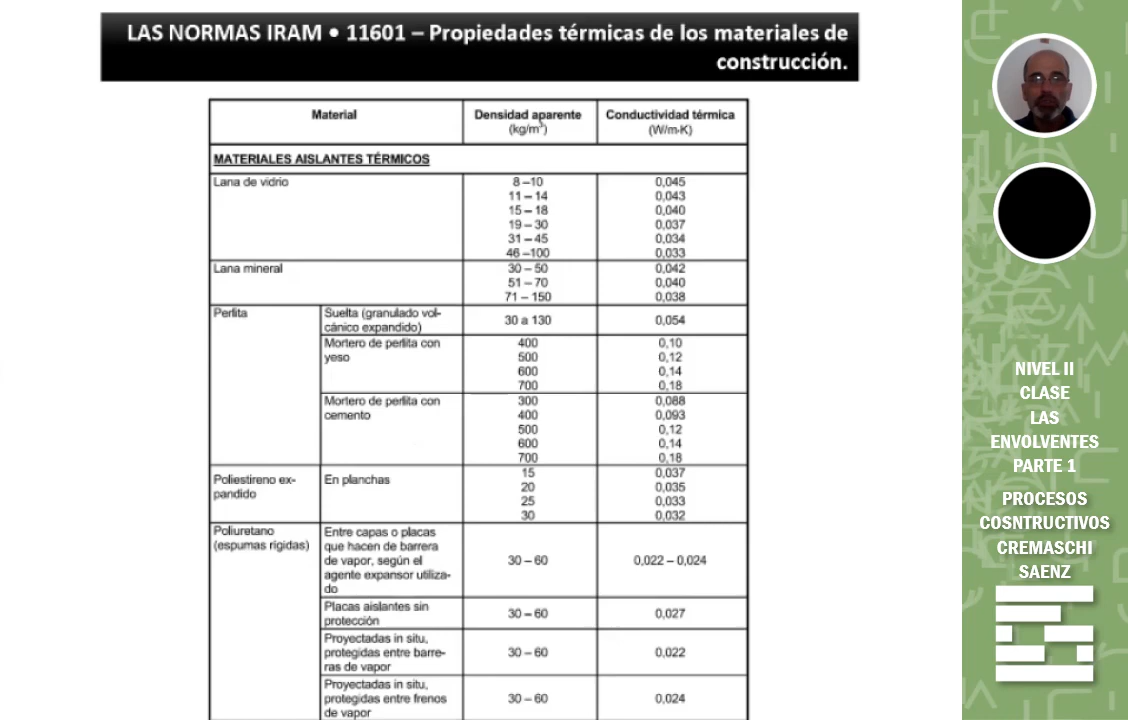 LAS NORMAS IRAM • 11601 – Propiedades térmicas de los materiales de
construcción.
Material Densidad aparente Conductividad térmica
(kg/m³) (W/m·K)
MATERIALES AISLANTES TÉRMICOS
Lana de vidrio 8 –10 0,045
11 – 14 0,043
15 – 18 0,040
19 – 30 0,037
31 – 45 0,034
46 –100 0,033
Lana mineral 30 – 50 0,042
51 – 70 0,040
71 – 150 0,038
Perlita Suelta (granulado vol-
cánico expandido) 30 a 130 0,054
Mortero de perlita con 400 0,10
yeso 500 0,12
600 0,14
700 0,18
Mortero de perlita con 300 0,088
cemento 400 0,093
500 0,12
600 0,14
700 0,18
Poliestireno ex-
pandido En planchas 15 0,037
20 0,035
25 0,033
30 0,032
Poliuretano Entre capas o placas
(espumas rígidas) que hacen de barrera
de vapor, según el 30 – 60 0,022 – 0,024
agente expansor utiliza-
do
Placas aislantes sin
protección 30 – 60 0,027
Proyectadas in situ,
protegidas entre barre- 30 – 60 0,022
ras de vapor
Proyectadas in situ,
protegidas entre frenos 30 – 60 0,024
de vapor
NIVEL II
CLASE
LAS
ENVOLVENTES
PARTE 1
PROCESOS
COSNTRUCTIVOS
CREMASCHI
SAENZ